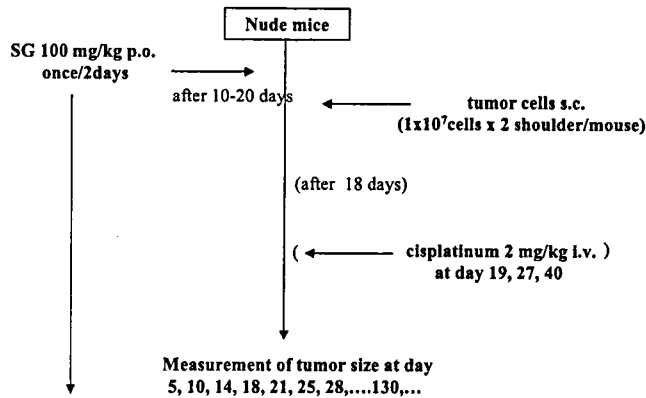 Nude mice
SG 100 mg/kg p.o.
once/2days
after 10-20 days
tumor cells s.c.
(1x10⁷cells x 2 shoulder/mouse)
(after 18 days)
( cisplatinum 2 mg/kg i.v. )
at day 19, 27, 40
Measurement of tumor size at day
5, 10, 14, 18, 21, 25, 28,....130,...